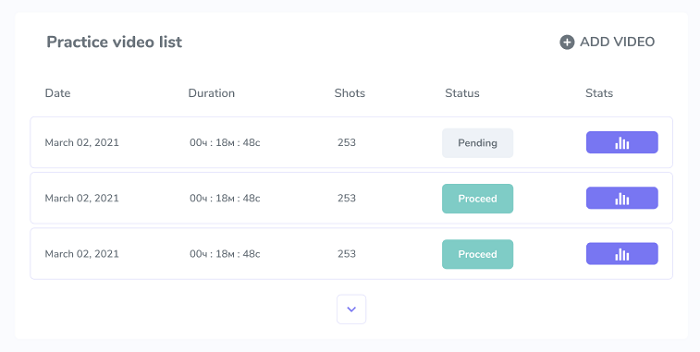 Practice video list
ADD VIDEO
Date Duration Shots Status Stats
March 02, 2021 00ч : 18м : 48с 253 Pending
March 02, 2021 00ч : 18м : 48с 253 Proceed
March 02, 2021 00ч : 18м : 48с 253 Proceed